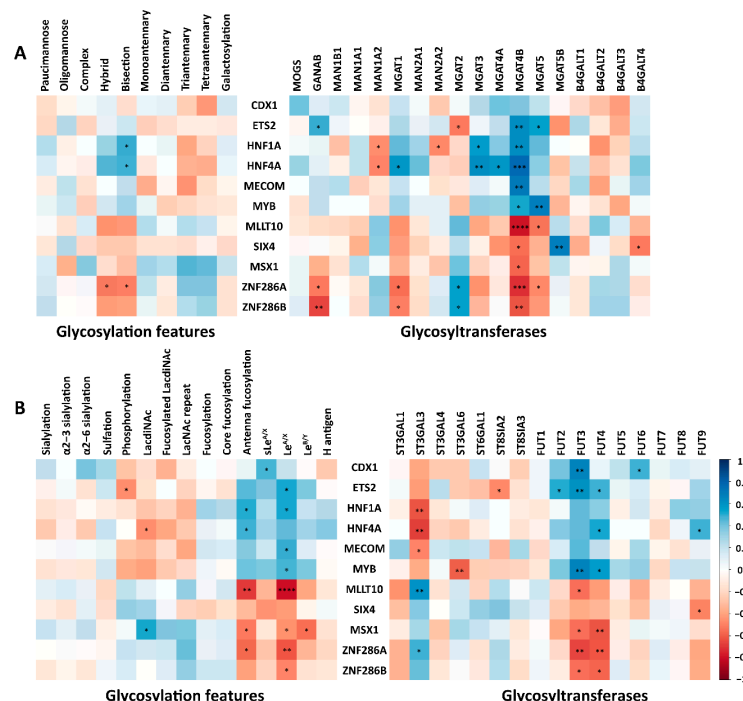 A
Paucimannose
Oligomannose
Complex
Hybrid
Bisection
Monoantennary
Diantennary
Triantennary
Tetraantennary
Galactosylation
MOGS
GANAB
MAN1B1
MAN1A1
MAN1A2
MGAT1
MAN2A1
MAN2A2
MGAT2
MGAT3
MGAT4A
MGAT4B
MGAT5
MGAT5B
B4GALT1
B4GALT2
B4GALT3
B4GALT4
CDX1
ETS2 * * ** *
HNF1A * * * * **
HNF4A * * * ** * ***
MECOM **
MYB * **
MLLT10 **** *
SIX4 * ** *
MSX1 *
ZNF286A * * * * * *** *
ZNF286B ** * * **
Glycosylation features
Glycosyltransferases
B
Sialylation
α2−3 sialylation
α2−6 sialylation
Sulfation
Phosphorylation
LacdiNAc
Fucosylated LacdiNAc
LacNAc repeat
Fucosylation
Core fucosylation
Antenna fucosylation
sLeA/X
LeA/X
LeB/Y
H antigen
ST3GAL1
ST3GAL3
ST3GAL4
ST3GAL6
ST6GAL1
ST8SIA2
ST8SIA3
FUT1
FUT2
FUT3
FUT4
FUT5
FUT6
FUT7
FUT8
FUT9
* CDX1 ** *
* * ETS2 * * ** *
* * HNF1A **
* * HNF4A ** * *
* MECOM *
* MYB ** ** *
** **** MLLT10 ** *
SIX4 *
* * * * MSX1 * **
* ** ZNF286A * ** **
* ZNF286B * *
Glycosylation features
Glycosyltransferases